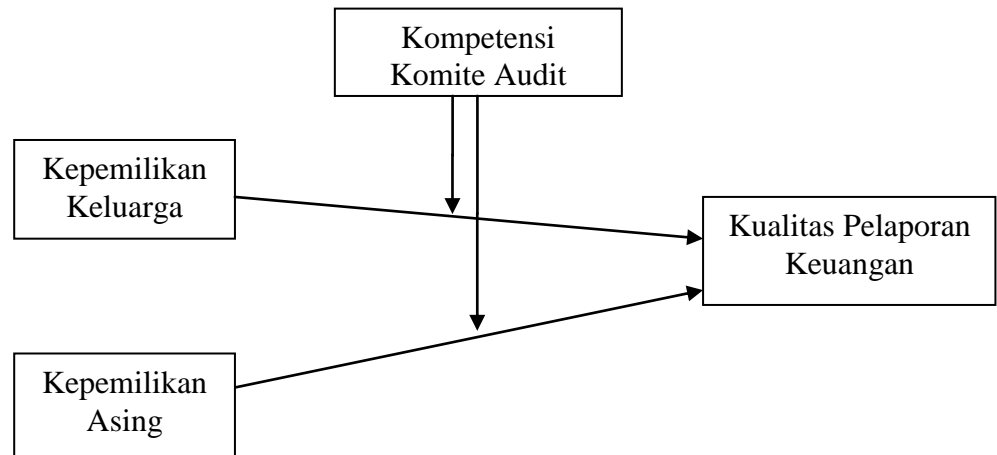 Kompetensi
Komite Audit
Kepemilikan
Keluarga
Kualitas Pelaporan
Keuangan
Kepemilikan
Asing